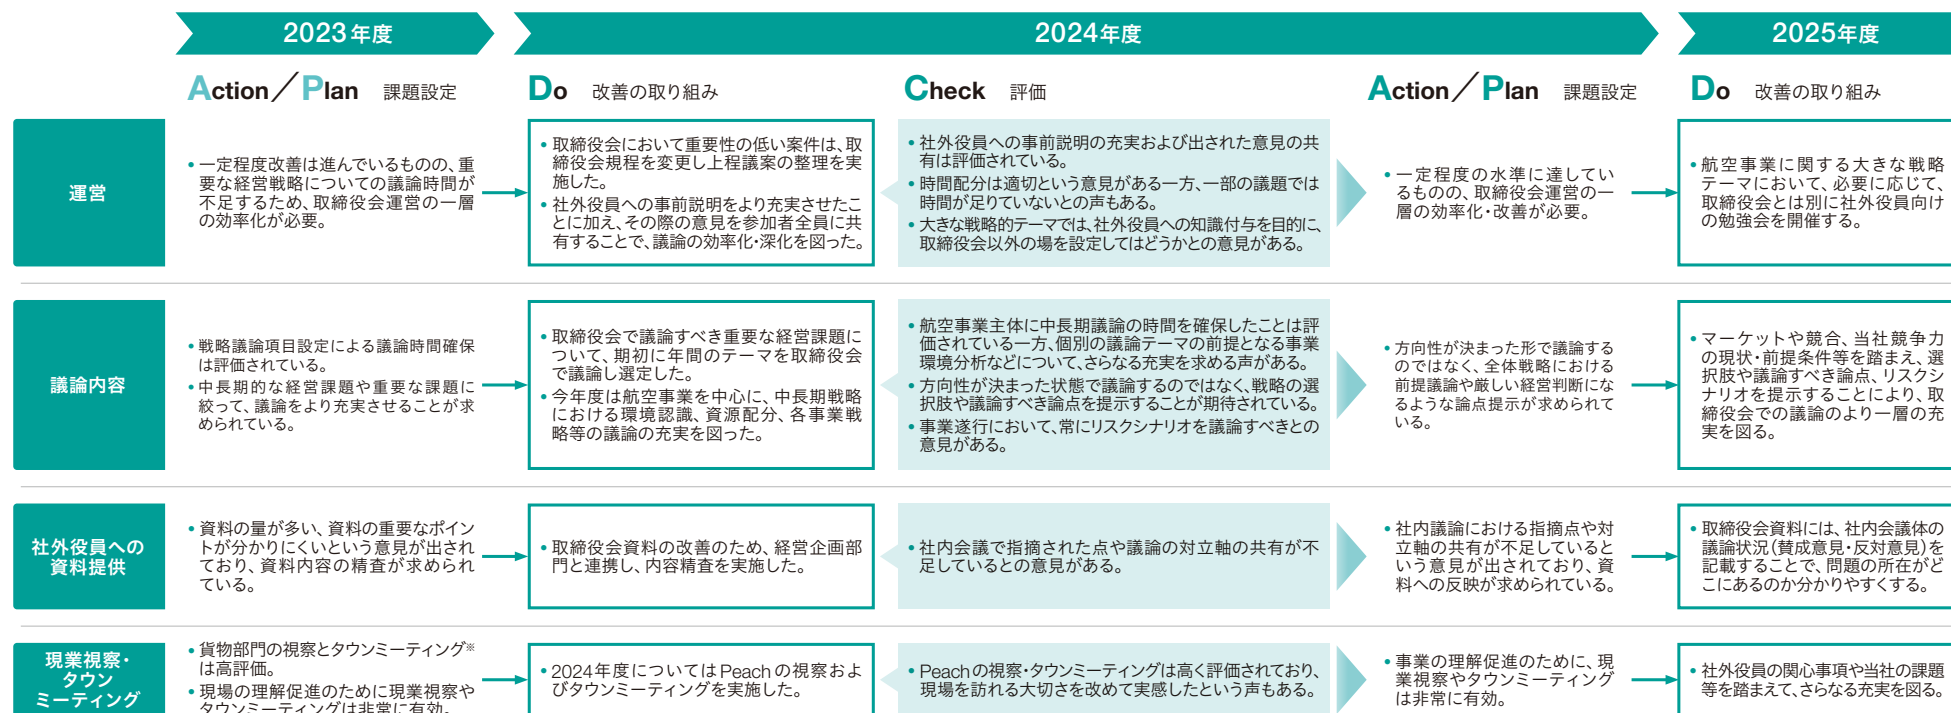 2023年度
2024年度
2025年度
Action／Plan 課題設定
Do 改善の取り組み
Check 評価
Action／Plan 課題設定
Do 改善の取り組み
運営
• 一定程度改善は進んでいるものの、重
要な経営戦略についての議論時間が
不足するため、取締役会運営の一層
の効率化が必要。
• 取締役会において重要性の低い案件は、取
締役会規程を変更し上程議案の整理を実
施した。
• 社外役員への事前説明をより充実させたこ
とに加え、その際の意見を参加者全員に共
有することで、議論の効率化・深化を図った。
• 社外役員への事前説明の充実および出された意見の共
有は評価されている。
• 時間配分は適切という意見がある一方、一部の議題では
時間が足りていないとの声もある。
• 大きな戦略的テーマでは、社外役員への知識付与を目的に、
取締役会以外の場を設定してはどうかとの意見がある。
• 一定程度の水準に達してい
るものの、取締役会運営の一
層の効率化・改善が必要。
• 航空事業に関する大きな戦略
テーマにおいて、必要に応じて、
取締役会とは別に社外役員向け
の勉強会を開催する。
議論内容
• 戦略議論項目設定による議論時間確保
は評価されている。
• 中長期的な経営課題や重要な課題に
絞って、議論をより充実させることが求
められている。
• 取締役会で議論すべき重要な経営課題に
ついて、期初に年間のテーマを取締役会
で議論し選定した。
• 今年度は航空事業を中心に、中長期戦略
における環境認識、資源配分、各事業戦
略等の議論の充実を図った。
• 航空事業主体に中長期議論の時間を確保したことは評
価されている一方、個別の議論テーマの前提となる事業
環境分析などについて、さらなる充実を求める声がある。
• 方向性が決まった状態で議論するのではなく、戦略の選
択肢や議論すべき論点を提示することが期待されている。
• 事業遂行において、常にリスクシナリオを議論すべきとの
意見がある。
• 方向性が決まった形で議論する
のではなく、全体戦略における
前提議論や厳しい経営判断にな
るような論点提示が求められて
いる。
• マーケットや競合、当社競争力
の現状・前提条件等を踏まえ、選
択肢や議論すべき論点、リスクシ
ナリオを提示することにより、取
締役会での議論のより一層の充
実を図る。
社外役員への
資料提供
• 資料の量が多い、資料の重要なポイン
トが分かりにくいという意見が出され
ており、資料内容の精査が求められ
ている。
• 取締役会資料の改善のため、経営企画部
門と連携し、内容精査を実施した。
• 社内会議で指摘された点や議論の対立軸の共有が不
足しているとの意見がある。
• 社内議論における指摘点や対
立軸の共有が不足していると
いう意見が出されており、資
料への反映が求められている。
• 取締役会資料には、社内会議体の
議論状況（賛成意見・反対意見）を
記載することで、問題の所在がど
こにあるのか分かりやすくする。
現業視察・
タウン
ミーティング
• 貨物部門の視察とタウンミーティング※
は高評価。
• 現場の理解促進のために現業視察や
タウンミーティングは非常に有効。
• 2024年度についてはPeachの視察およ
びタウンミーティングを実施した。
• Peachの視察・タウンミーティングは高く評価されており、
現場を訪れる大切さを改めて実感したという声もある。
• 事業の理解促進のために、現
業視察やタウンミーティング
は非常に有効。
• 社外役員の関心事項や当社の課題
等を踏まえて、さらなる充実を図る。